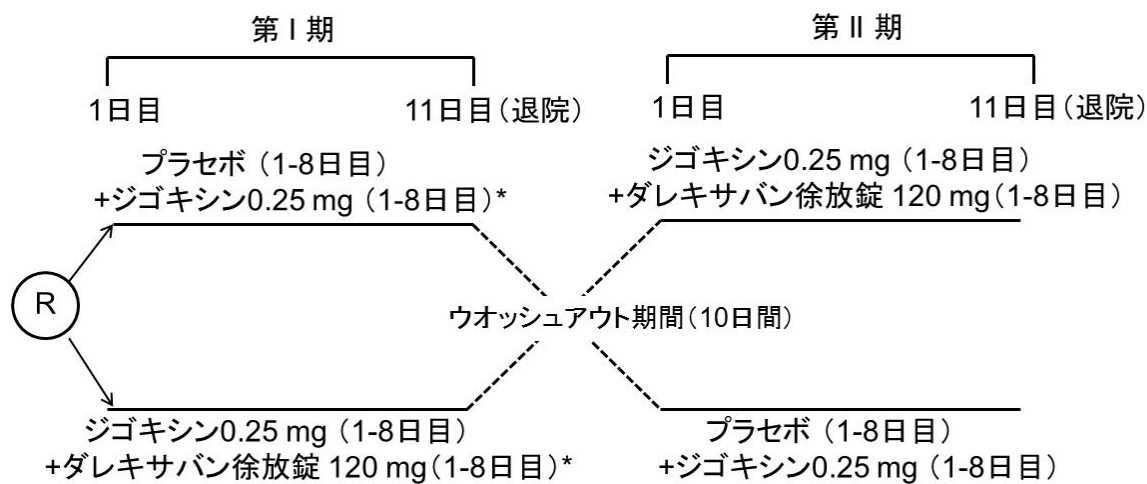 第 I 期
第 II 期
1日目 11日目(退院)
1日目 11日目(退院)
プラセボ (1-8日目)
+ジゴキシン0.25 mg (1-8日目)*
ジゴキシン0.25 mg (1-8日目)
+ダレキサバン徐放錠 120 mg(1-8日目)
R
ウオッシュアウト期間(10日間)
ジゴキシン0.25 mg (1-8日目)
+ダレキサバン徐放錠 120 mg(1-8日目)*
プラセボ (1-8日目)
+ジゴキシン0.25 mg (1-8日目)